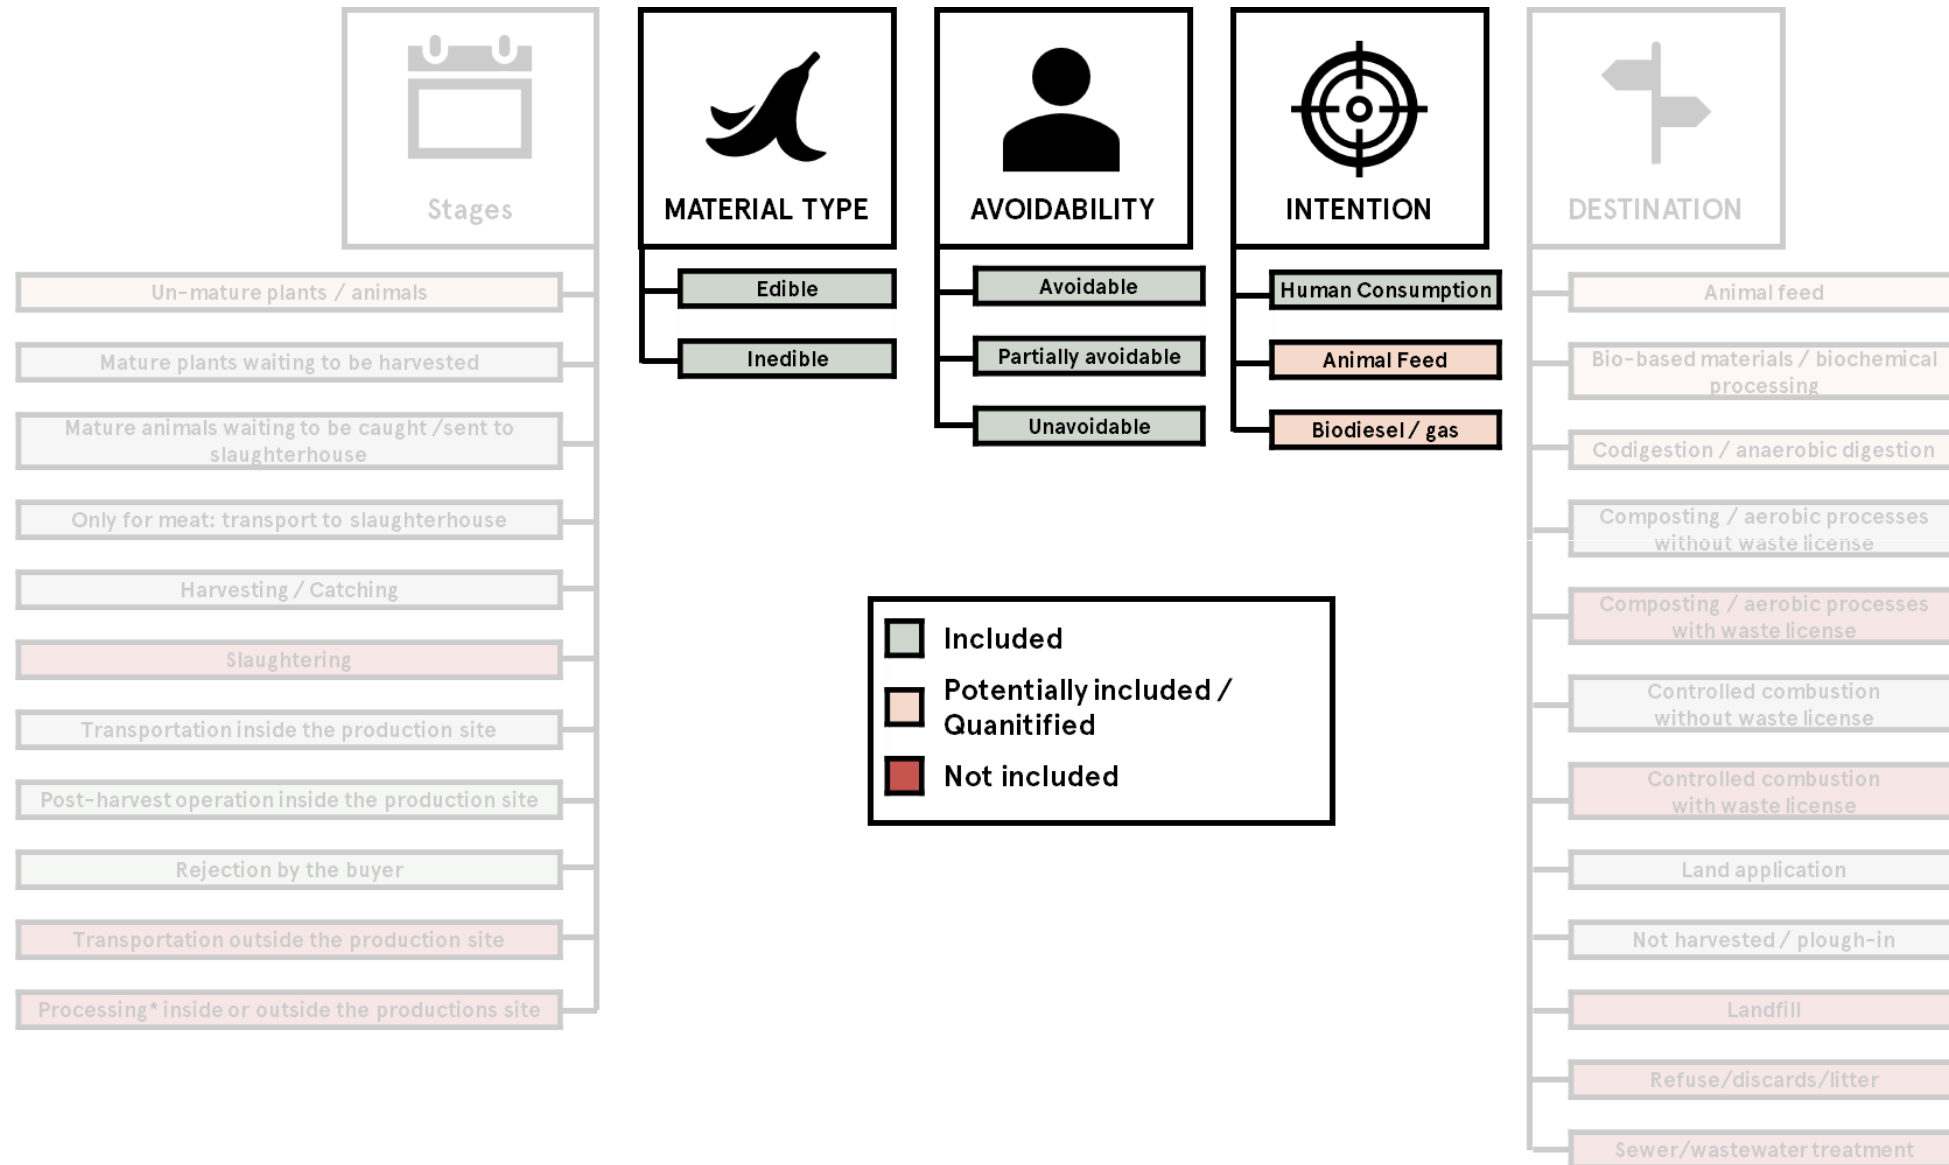 Stages
MATERIAL TYPE
AVOIDABILITY
INTENTION
DESTINATION
Un-mature plants / animals
Mature plants waiting to be harvested
Mature animals waiting to be caught /sent to
slaughterhouse
Only for meat: transport to slaughterhouse
Harvesting / Catching
Slaughtering
Transportation inside the production site
Post-harvest operation inside the production site
Rejection by the buyer
Transportation outside the production site
Processing* inside or outside the productions site
Edible
Inedible
Avoidable
Partially avoidable
Unavoidable
Human Consumption
Animal Feed
Biodiesel / gas
Included
Potentially included /
Quanitified
Not included
Animal feed
Bio-based materials / biochemical
processing
Codigestion / anaerobic digestion
Composting / aerobic processes
without waste license
Composting / aerobic processes
with waste license
Controlled combustion
without waste license
Controlled combustion
with waste license
Land application
Not harvested / plough-in
Landfill
Refuse/discards/litter
Sewer/wastewater treatment